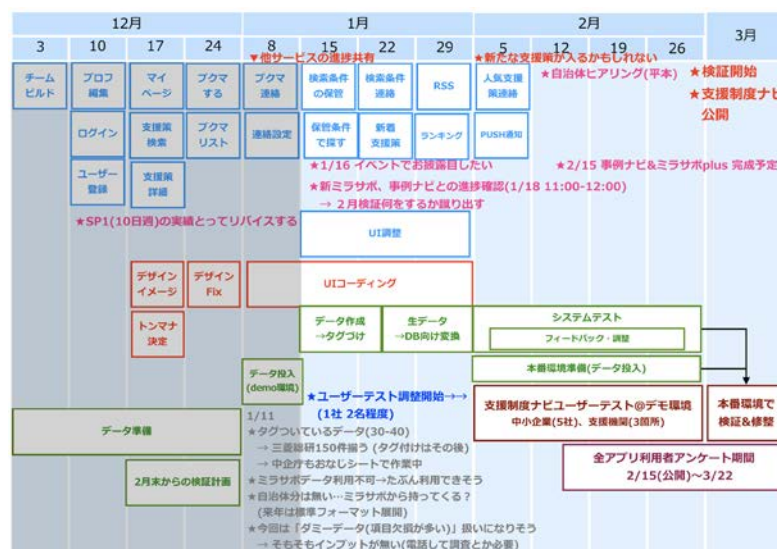 12月
1月
2月
3月
3
10
17
24
8
15
22
29
5
12
19
26
▼他サービスの進捗共有
★新たな支援策が入るかもしれない
チーム
ビルド
プロフ
編集
マイ
ページ
ブクマ
する
ブクマ
連絡
検索条件
の保管
検索条件
連絡
RSS
人気支援
策連絡
★自治体ヒアリング(平本)
★検証開始
★支援制度ナビ
公開
ログイン
支援策
検索
ブクマ
リスト
連絡設定
保管条件
で探す
新着
支援策
ランキング
PUSH通知
ユーザー
登録
支援策
詳細
★1/16 イベントでお披露目したい
★2/15 事例ナビ&ミラサポplus 完成予定
★新ミラサポ、事例ナビとの進捗確認(1/18 11:00-12:00)
→ 2月検証何をするか蹴り出す
★SP1(10日週)の実績とってリバイスする
UI調整
デザイン
イメージ
デザイン
Fix
UIコーディング
トンマナ
決定
データ作成
→タグづけ
生データ
→DB向け変換
システムテスト
フィードバック・調整
データ投入
(demo環境)
本番環境準備(データ投入)
★ユーザーテスト調整開始→→
(1社 2名程度)
支援制度ナビユーザーテスト@デモ環境
中小企業(5社)、支援機関(3箇所)
本番環境で
検証&修整
データ準備
1/11
★タグついているデータ(30-40)
→ 三菱総研150件揃う (タグ付けはその後)
→ 中企庁もおなじシートで作業中
2月末からの検証計画
★ミラサポデータ利用不可→たぶん利用できそう
★自治体分は無い…ミラサポから持ってくる？
(来年は標準フォーマット展開)
★今回は「ダミーデータ(項目欠損が多い)」扱いになりそう
→ そもそもインプットが無い(電話して調査とか必要)
全アプリ利用者アンケート期間
2/15(公開)〜3/22